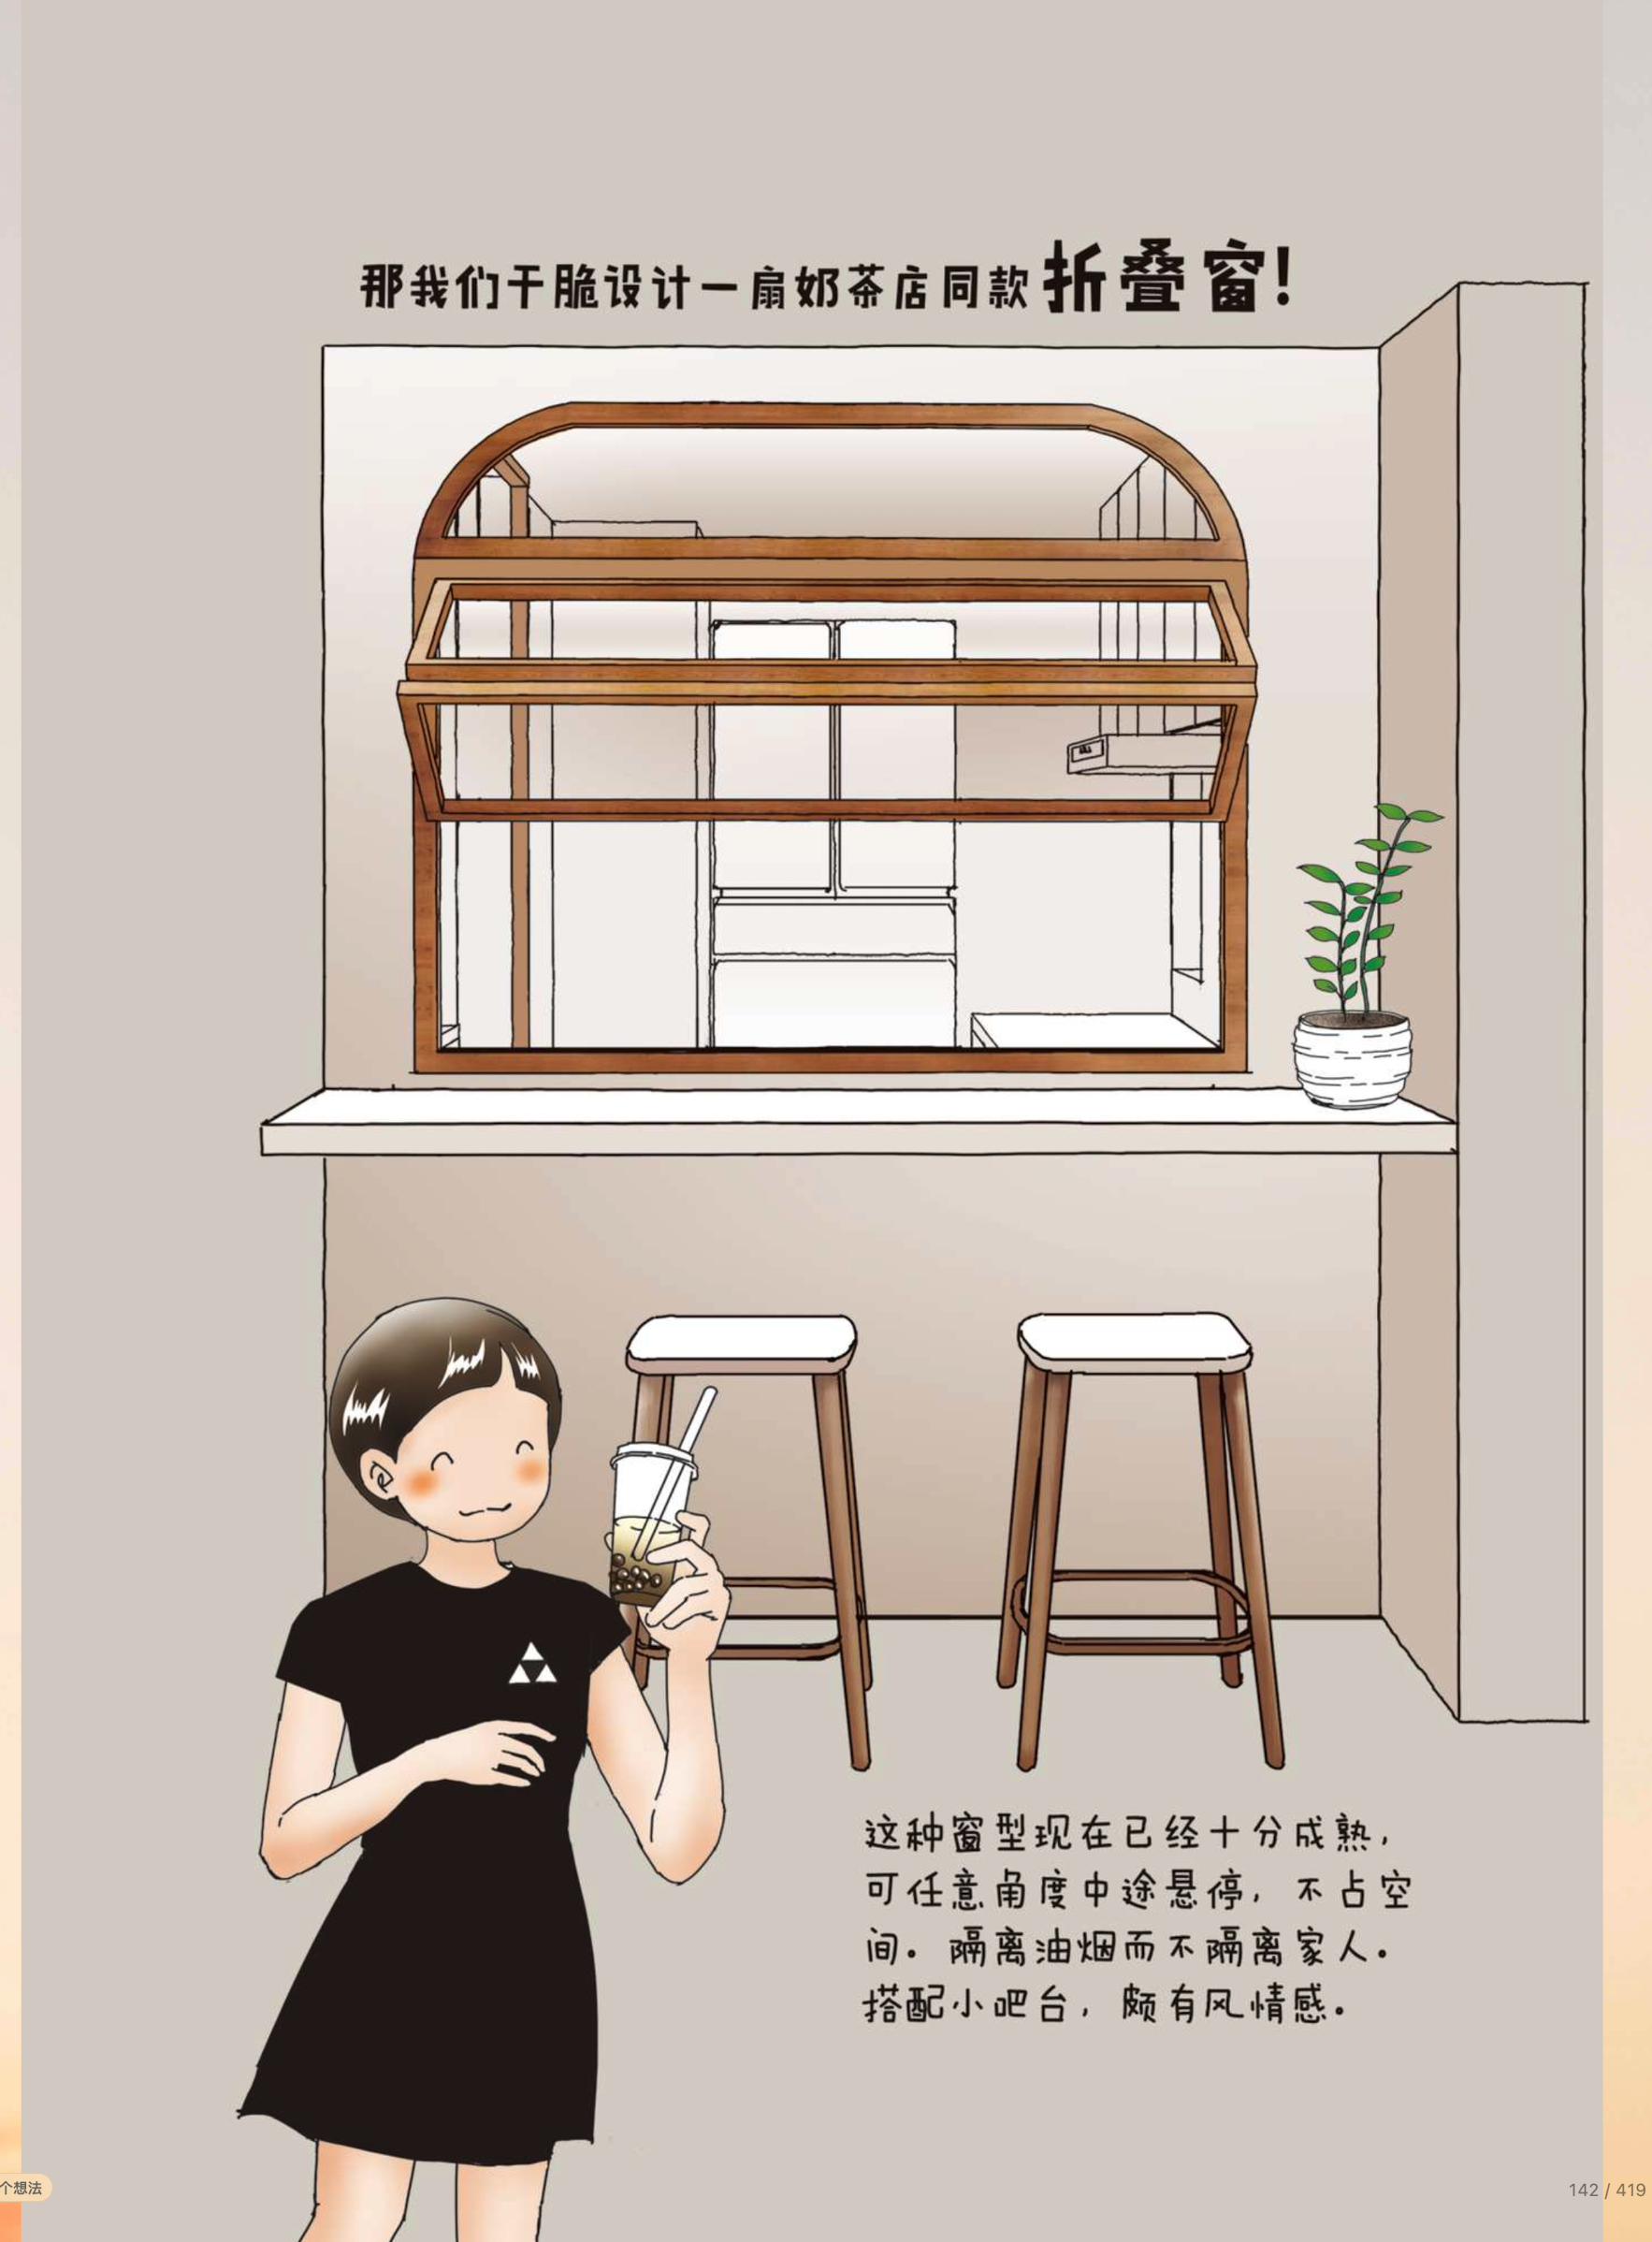 那我们干脆设计一扇奶茶店同款折叠窗!
这种窗型现在已经十分成熟，
可任意角度中途悬停，不占空
间。隔离油烟而不隔离家人。
搭配小吧台，颇有风情感。
个想法
142 / 419